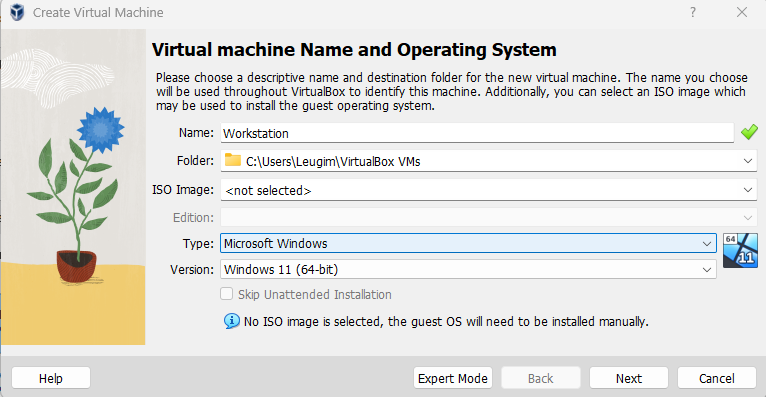 Create Virtual Machine
?
Virtual machine Name and Operating System
Please choose a descriptive name and destination folder for the new virtual machine. The name you choose
will be used throughout VirtualBox to identify this machine. Additionally, you can select an ISO image which
may be used to install the guest operating system.
Name: Workstation
Folder: C:\Users\Leugim\VirtualBox VMs
ISO Image: <not selected>
Edition:
Type: Microsoft Windows
64
11
Version: Windows 11 (64-bit)
Skip Unattended Installation
No ISO image is selected, the guest OS will need to be installed manually.
Help Expert Mode Back Next Cancel